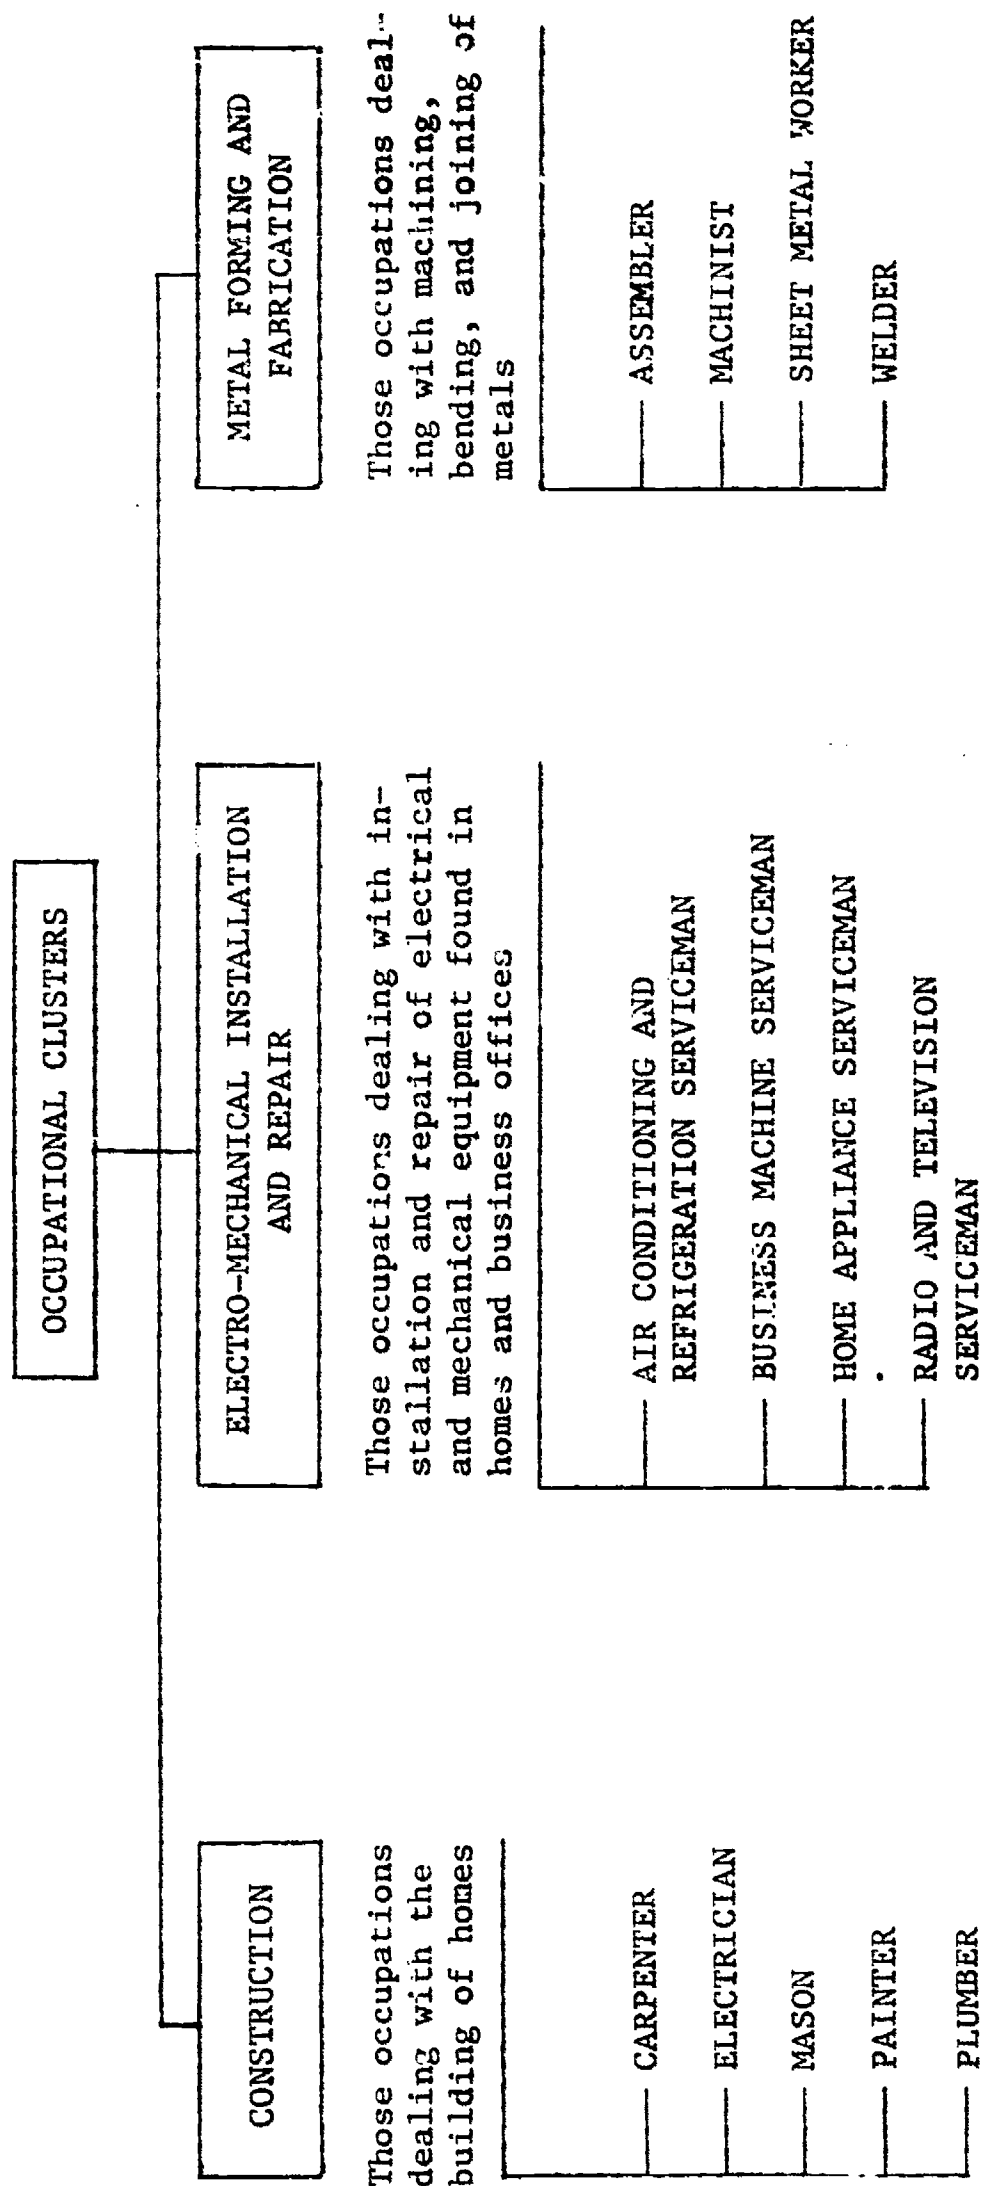 OCCUPATIONAL CLUSTERS
CONSTRUCTION
Those occupations
dealing with the
building of homes
CARPENTER
ELECTRICIAN
MASON
PAINTER
PLUMBER
ELECTRO-MECHANICAL INSTALLATION
AND REPAIR
Those occupations dealing with in-
stallation and repair of electrical
and mechanical equipment found in
homes and business offices
AIR CONDITIONING AND
REFRIGERATION SERVICEMAN
BUSINESS MACHINE SERVICEMAN
HOME APPLIANCE SERVICEMAN
RADIO AND TELEVISION
SERVICEMAN
METAL FORMING AND
FABRICATION
Those occupations deal-
ing with machining,
bending, and joining of
metals
ASSEMBLER
MACHINIST
SHEET METAL WORKER
WELDER